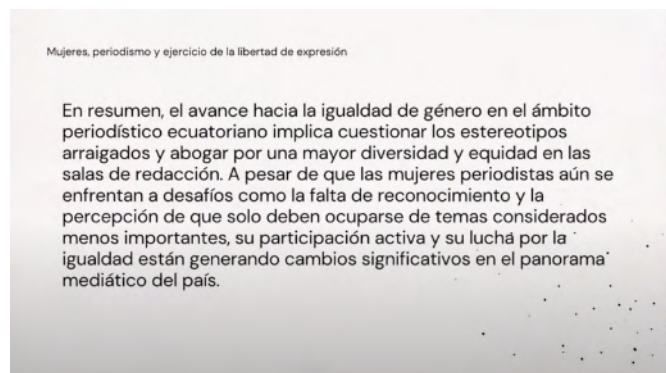 Mujeres, periodismo y ejercicio de la libertad de expresión
En resumen, el avance hacia la igualdad de género en el ámbito
periodístico ecuatoriano implica cuestionar los estereotipos
arraigados y abogar por una mayor diversidad y equidad en las
salas de redacción. A pesar de que las mujeres periodistas aún se
enfrentan a desafíos como la falta de reconocimiento y la
percepción de que solo deben ocuparse de temas considerados
menos importantes, su participación activa y su lucha por la
igualdad están generando cambios significativos en el panorama
mediático del país.